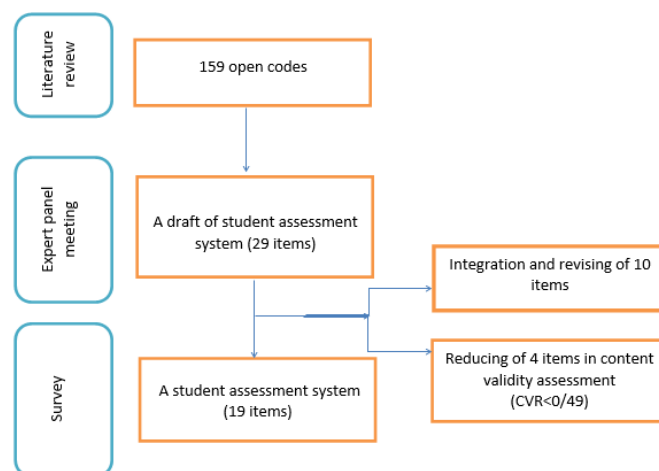 Literature
review
159 open codes
Expert panel
meeting
A draft of student assessment
system (29 items)
Integration and revising of 10
items
Reducing of 4 items in content
validity assessment
(CVR<0/49)
Survey
A student assessment system
(19 items)